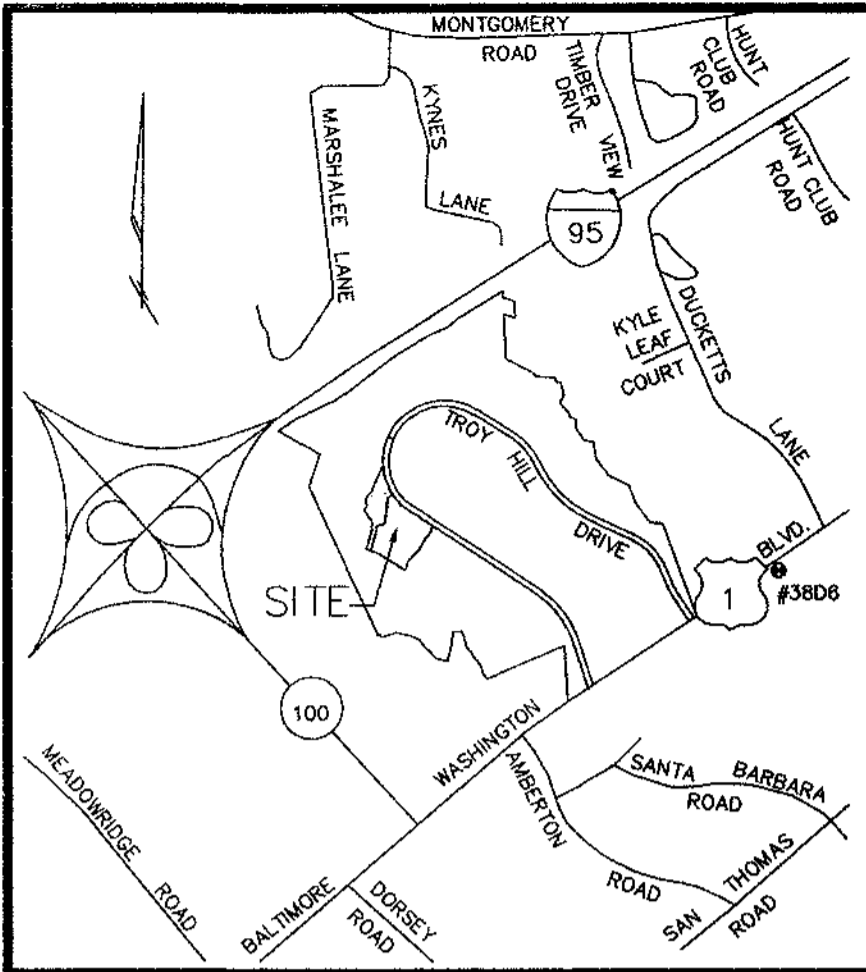 MONTGOMERY
ROAD
TIMBER
VIEW
DRIVE
HUNT
CLUB
ROAD
HUNT CLUB
ROAD
KYNES
LANE
MARSHALEE LANE
95
KYLE
LEAF
COURT
DUCKETTS
LANE
TROY
HILL
DRIVE
BLVD.
1
#38D6
SITE
100
WASHINGTON
BALTIMORE
MEADOWRIDGE
ROAD
AMBERTON
ROAD
SANTA BARBARA
ROAD
SAN THOMAS
ROAD
DORSEY
ROAD